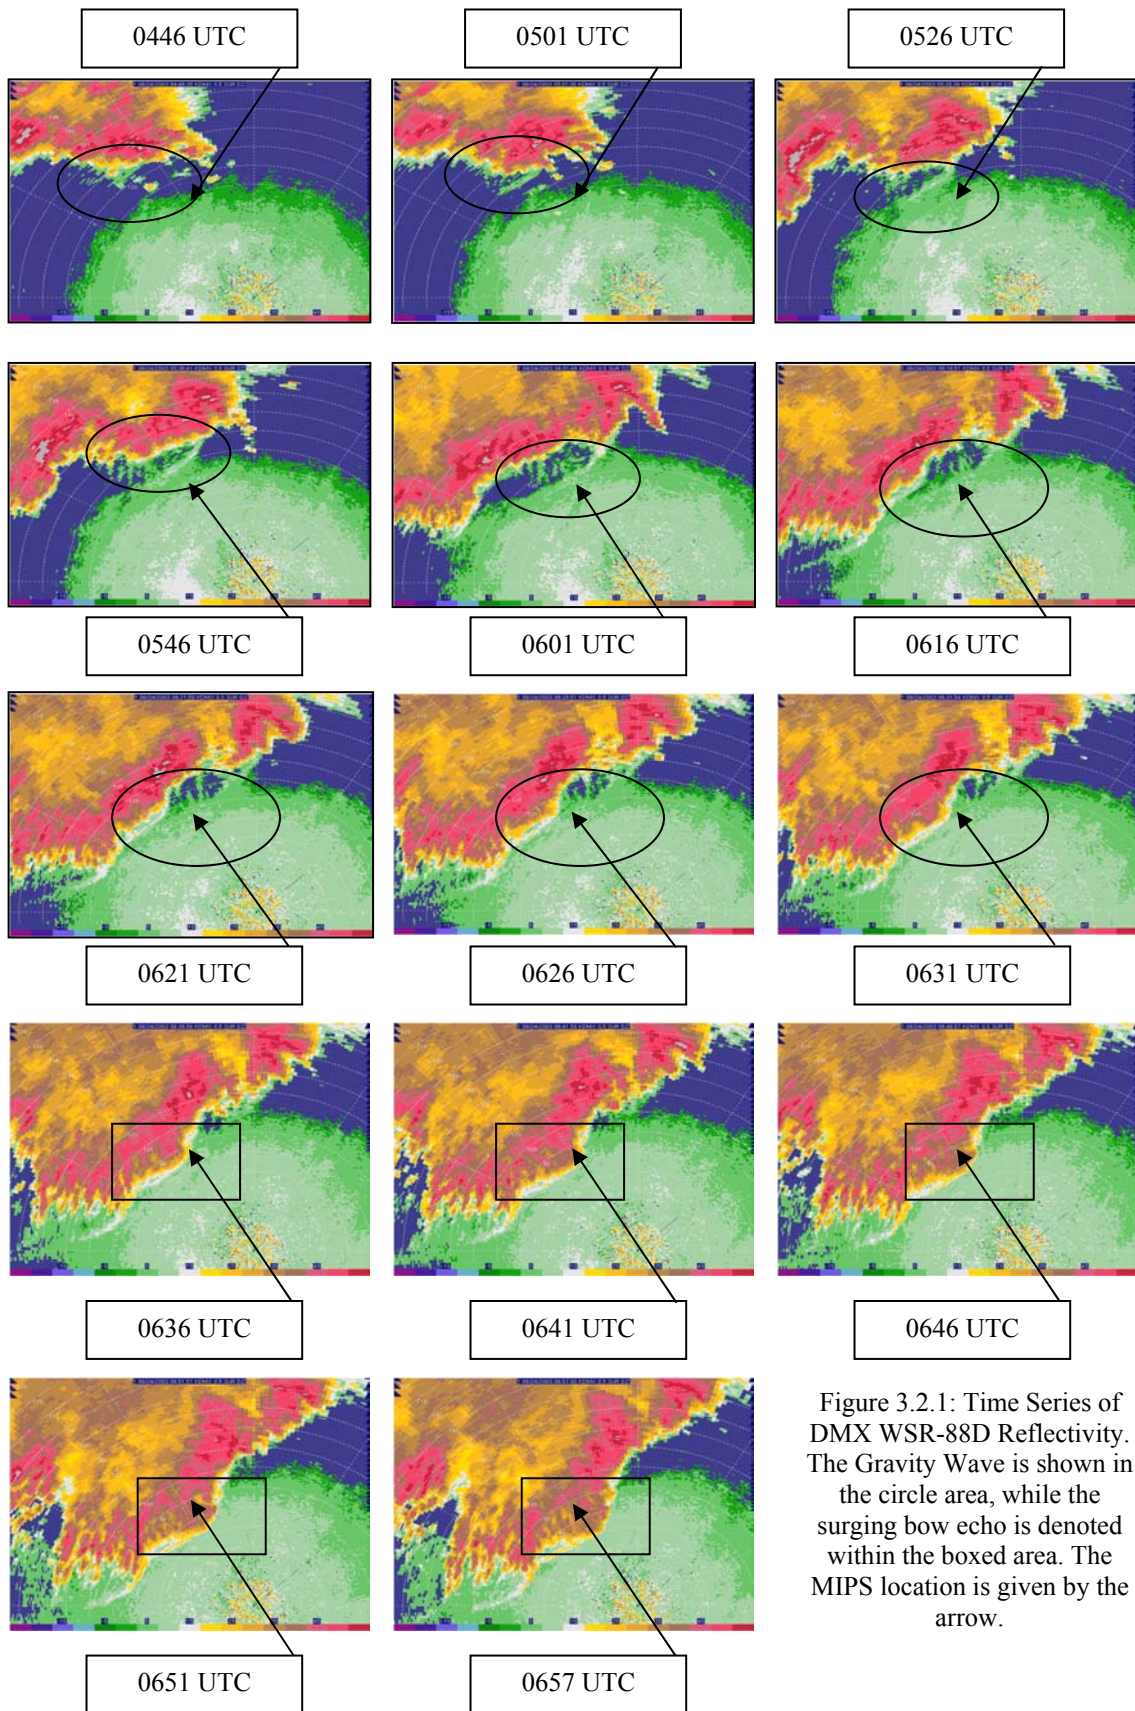 0446 UTC
0501 UTC
0526 UTC
0546 UTC
0601 UTC
0616 UTC
0621 UTC
0626 UTC
0631 UTC
0636 UTC
0641 UTC
0646 UTC
Figure 3.2.1: Time Series of
DMX WSR-88D Reflectivity.
The Gravity Wave is shown in
the circle area, while the
surging bow echo is denoted
within the boxed area. The
MIPS location is given by the
arrow.
0651 UTC
0657 UTC